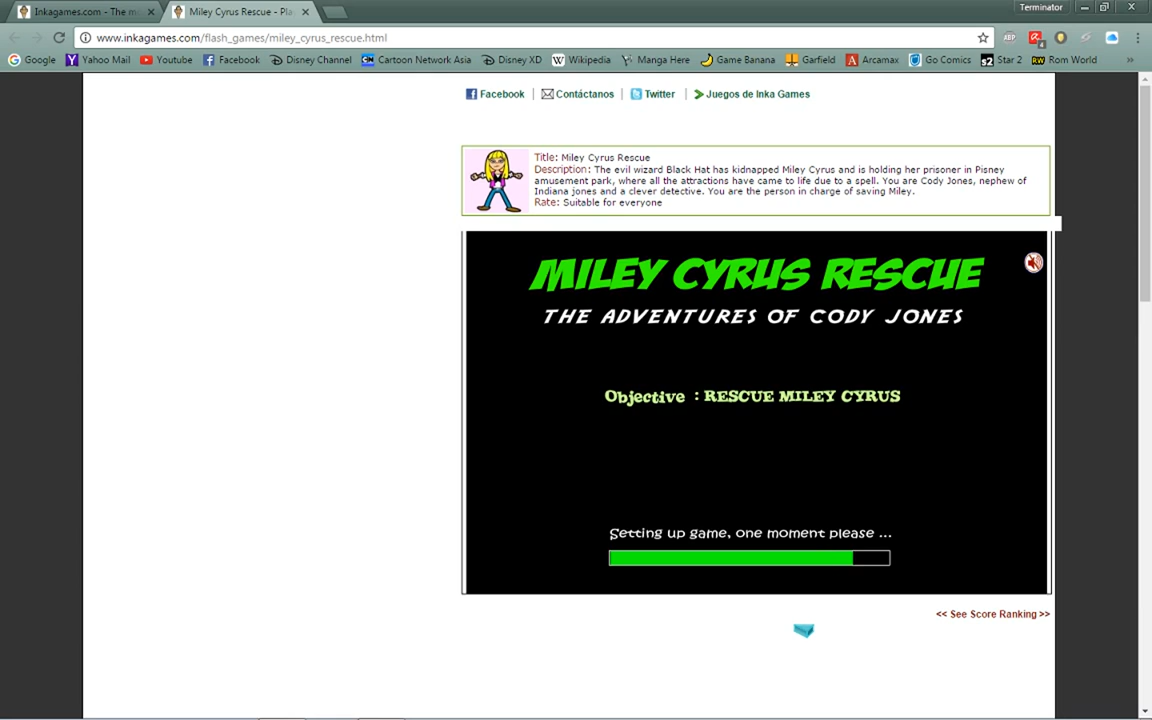 Inkagames.com - The m
Miley Cyrus Rescue - Pla
Terminator
www.inkagames.com/flash_games/miley_cyrus_rescue.html
ABP
4
Google Yahoo Mail Youtube Facebook Disney Channel Cartoon Network Asia Disney XD Wikipedia Manga Here Game Banana Garfield Arcamax Go Comics Star 2 Rom World »
Facebook | Contáctanos | Twitter | Juegos de Inka Games
Title: Miley Cyrus Rescue
Description: The evil wizard Black Hat has kidnapped Miley Cyrus and is holding her prisoner in Pisney
amusement park, where all the attractions have came to life due to a spell. You are Cody Jones, nephew of
Indiana jones and a clever detective. You are the person in charge of saving Miley.
Rate: Suitable for everyone
MILEY CYRUS RESCUE
THE ADVENTURES OF CODY JONES
Objective : RESCUE MILEY CYRUS
Setting up game, one moment please ...
<< See Score Ranking >>